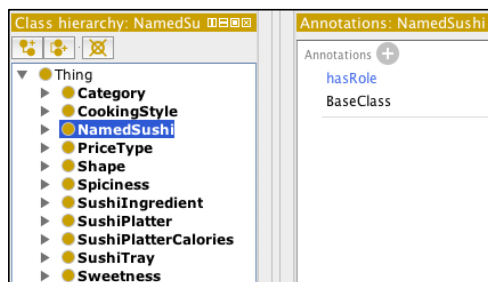 Class hierarchy: NamedSu
Thing
Category
CookingStyle
NamedSushi
PriceType
Shape
Spiciness
SushiIngredient
SushiPlatter
SushiPlatterCalories
SushiTray
Sweetness
Annotations: NamedSushi
Annotations
hasRole
BaseClass